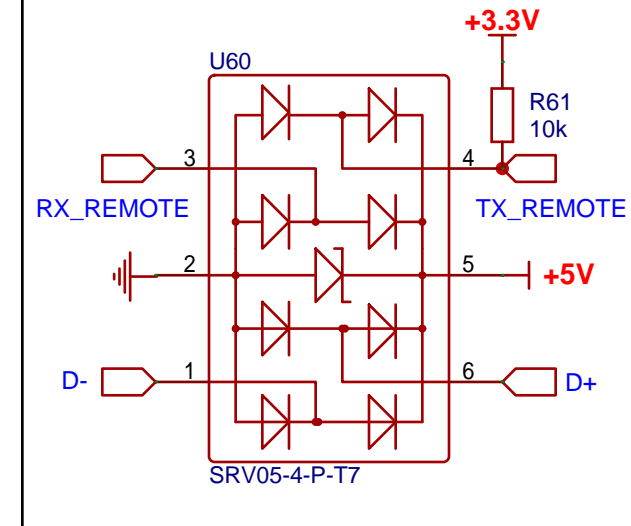 +3.3V
U60
R61
10k
3
4
RX_REMOTE
TX_REMOTE
2
5
+5V
D-
1
6
D+
SRV05-4-P-T7